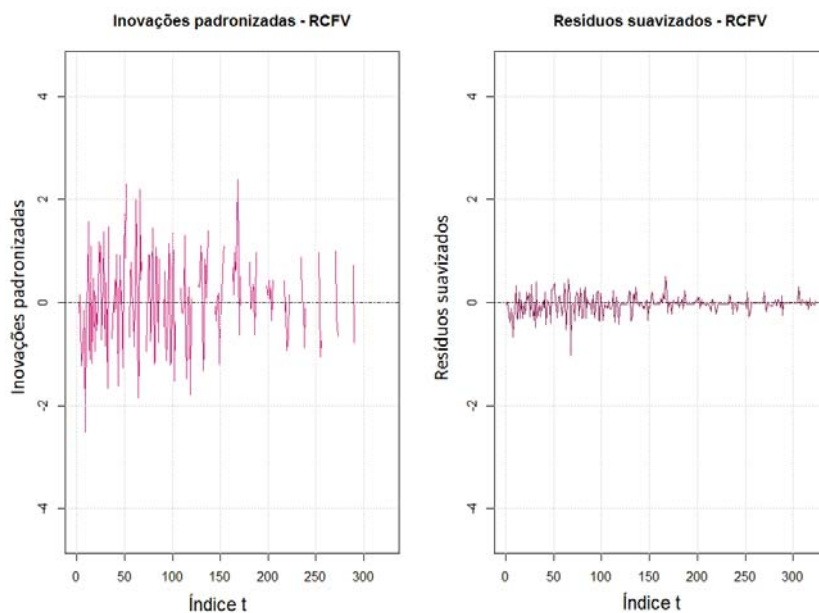 Inovações padronizadas - RCFV
Inovações padronizadas
4
2
0
-2
-4
0 50 100 150 200 250 300
Índice t
Resíduos suavizados - RCFV
Resíduos suavizados
4
2
0
-2
-4
0 50 100 150 200 250 300
Índice t